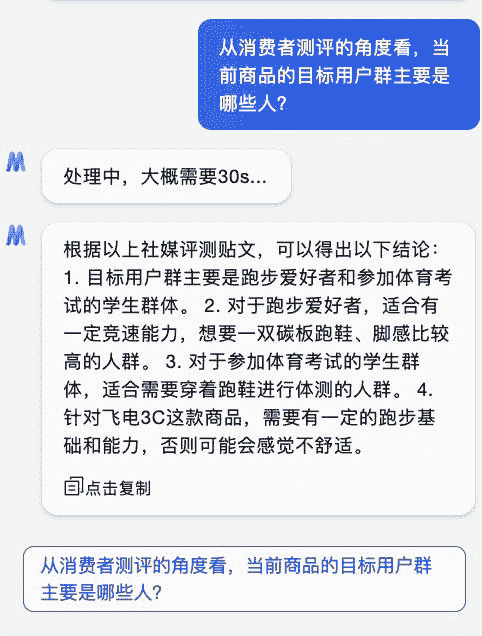 从消费者测评的角度看，当
前商品的目标用户群主要是
哪些人？
处理中，大概需要30s...
根据以上社媒评测贴文，可以得出以下结论：
1. 目标用户群主要是跑步爱好者和参加体育考
试的学生群体。 2. 对于跑步爱好者，适合有
一定竞速能力，想要一双碳板跑鞋、脚感比较
高的人群。 3. 对于参加体育考试的学生群
体，适合需要穿着跑鞋进行体测的人群。 4.
针对飞电3C这款商品，需要有一定的跑步基
础和能力，否则可能会感觉不舒适。
点击复制
从消费者测评的角度看，当前商品的目标用户群
主要是哪些人？